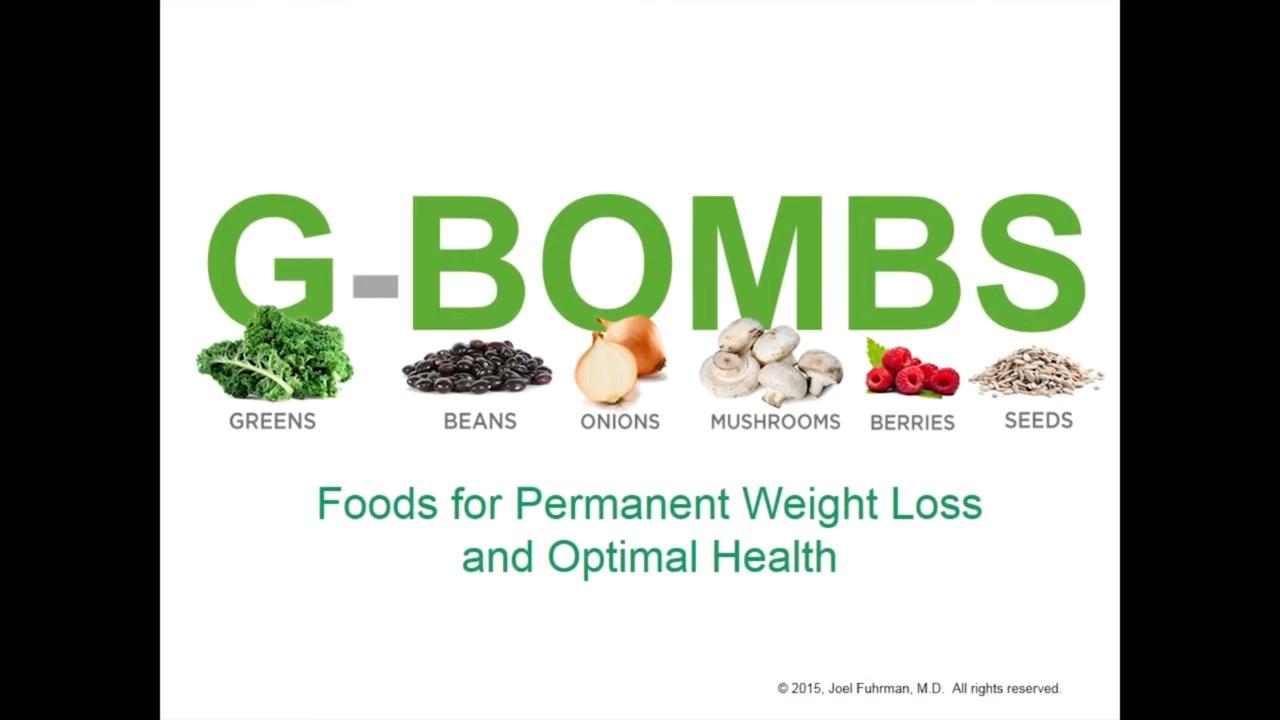 G-BOMBS
GREENS BEANS ONIONS MUSHROOMS BERRIES SEEDS
Foods for Permanent Weight Loss
and Optimal Health
© 2015, Joel Fuhrman, M.D. All rights reserved.